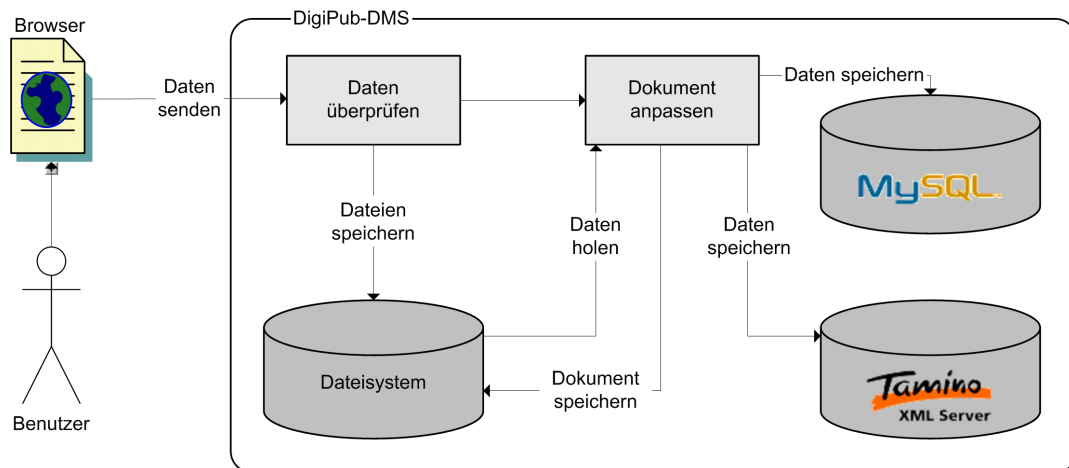 DigiPub-DMS
Browser
Daten
senden
Daten
überprüfen
Dokument
anpassen
Daten speichern
MySQL
Dateien
speichern
Daten
holen
Daten
speichern
Dateisystem
Dokument
speichern
Tamino
XML Server
Benutzer